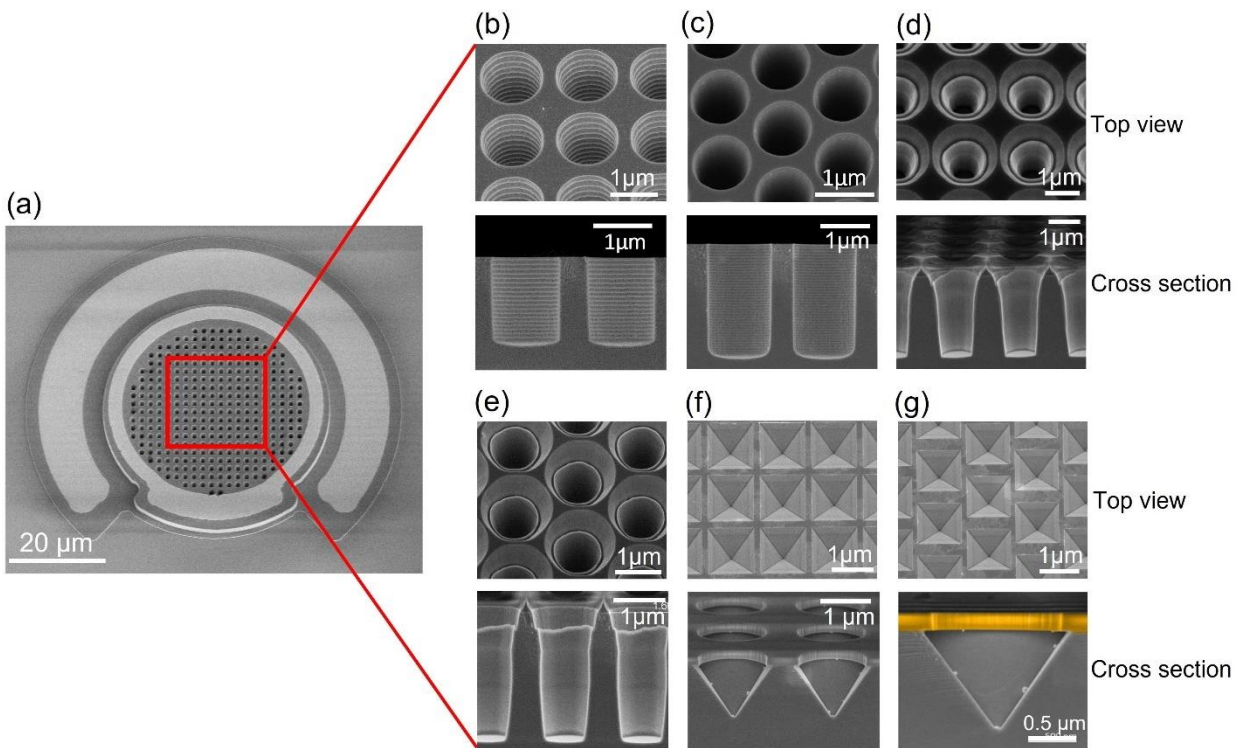 (a)
20 μm
(b)
1μm
1μm
(c)
1μm
1μm
(d)
1μm
1μm
Top view
Cross section
(e)
1μm
1μm
(f)
1μm
1 μm
(g)
1μm
0.5 μm
Top view
Cross section